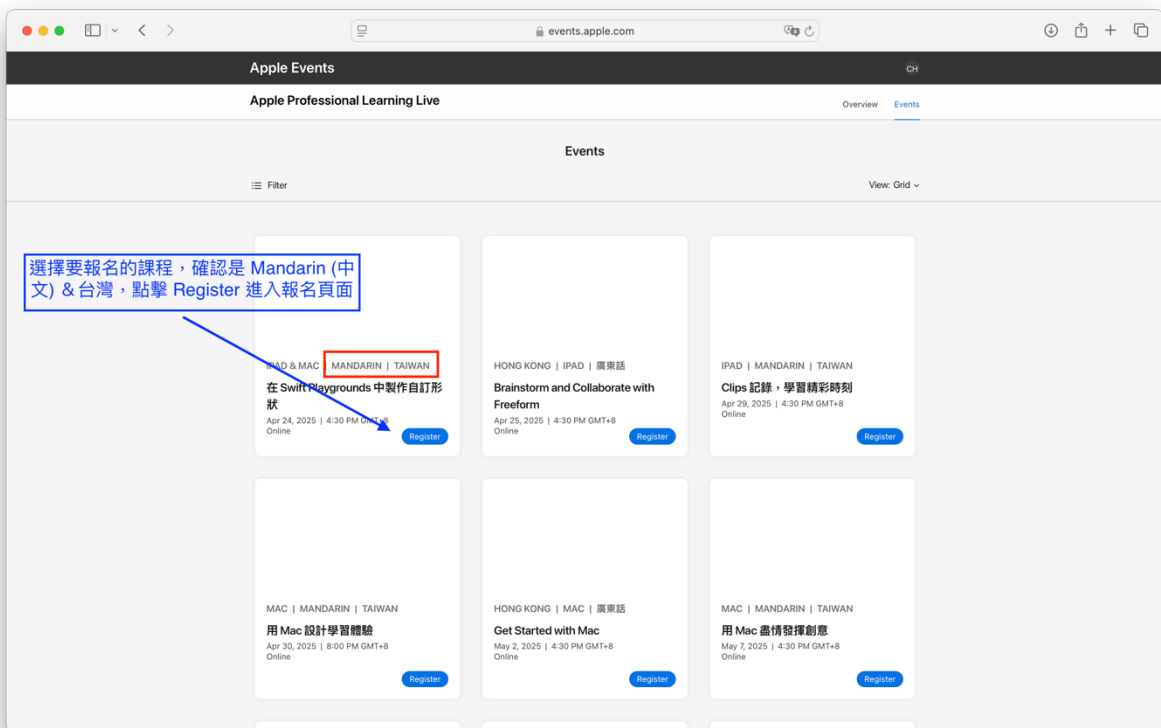 events.apple.com
Apple Events
CH
Apple Professional Learning Live
Overview
Events
Events
Filter
View: Grid
選擇要報名的課程，確認是 Mandarin (中
文) ＆台灣，點擊 Register 進入報名頁面
IPAD & MAC | MANDARIN | TAIWAN
在 Swift Playgrounds 中製作自訂形
狀
Apr 24, 2025 | 4:30 PM GMT+8
Online
Register
HONG KONG | IPAD | 廣東話
Brainstorm and Collaborate with
Freeform
Apr 25, 2025 | 4:30 PM GMT+8
Online
Register
IPAD | MANDARIN | TAIWAN
Clips 記錄，學習精彩時刻
Apr 29, 2025 | 4:30 PM GMT+8
Online
Register
MAC | MANDARIN | TAIWAN
用 Mac 設計學習體驗
Apr 30, 2025 | 8:00 PM GMT+8
Online
Register
HONG KONG | MAC | 廣東話
Get Started with Mac
May 2, 2025 | 4:30 PM GMT+8
Online
Register
MAC | MANDARIN | TAIWAN
用 Mac 盡情發揮創意
May 7, 2025 | 4:30 PM GMT+8
Online
Register